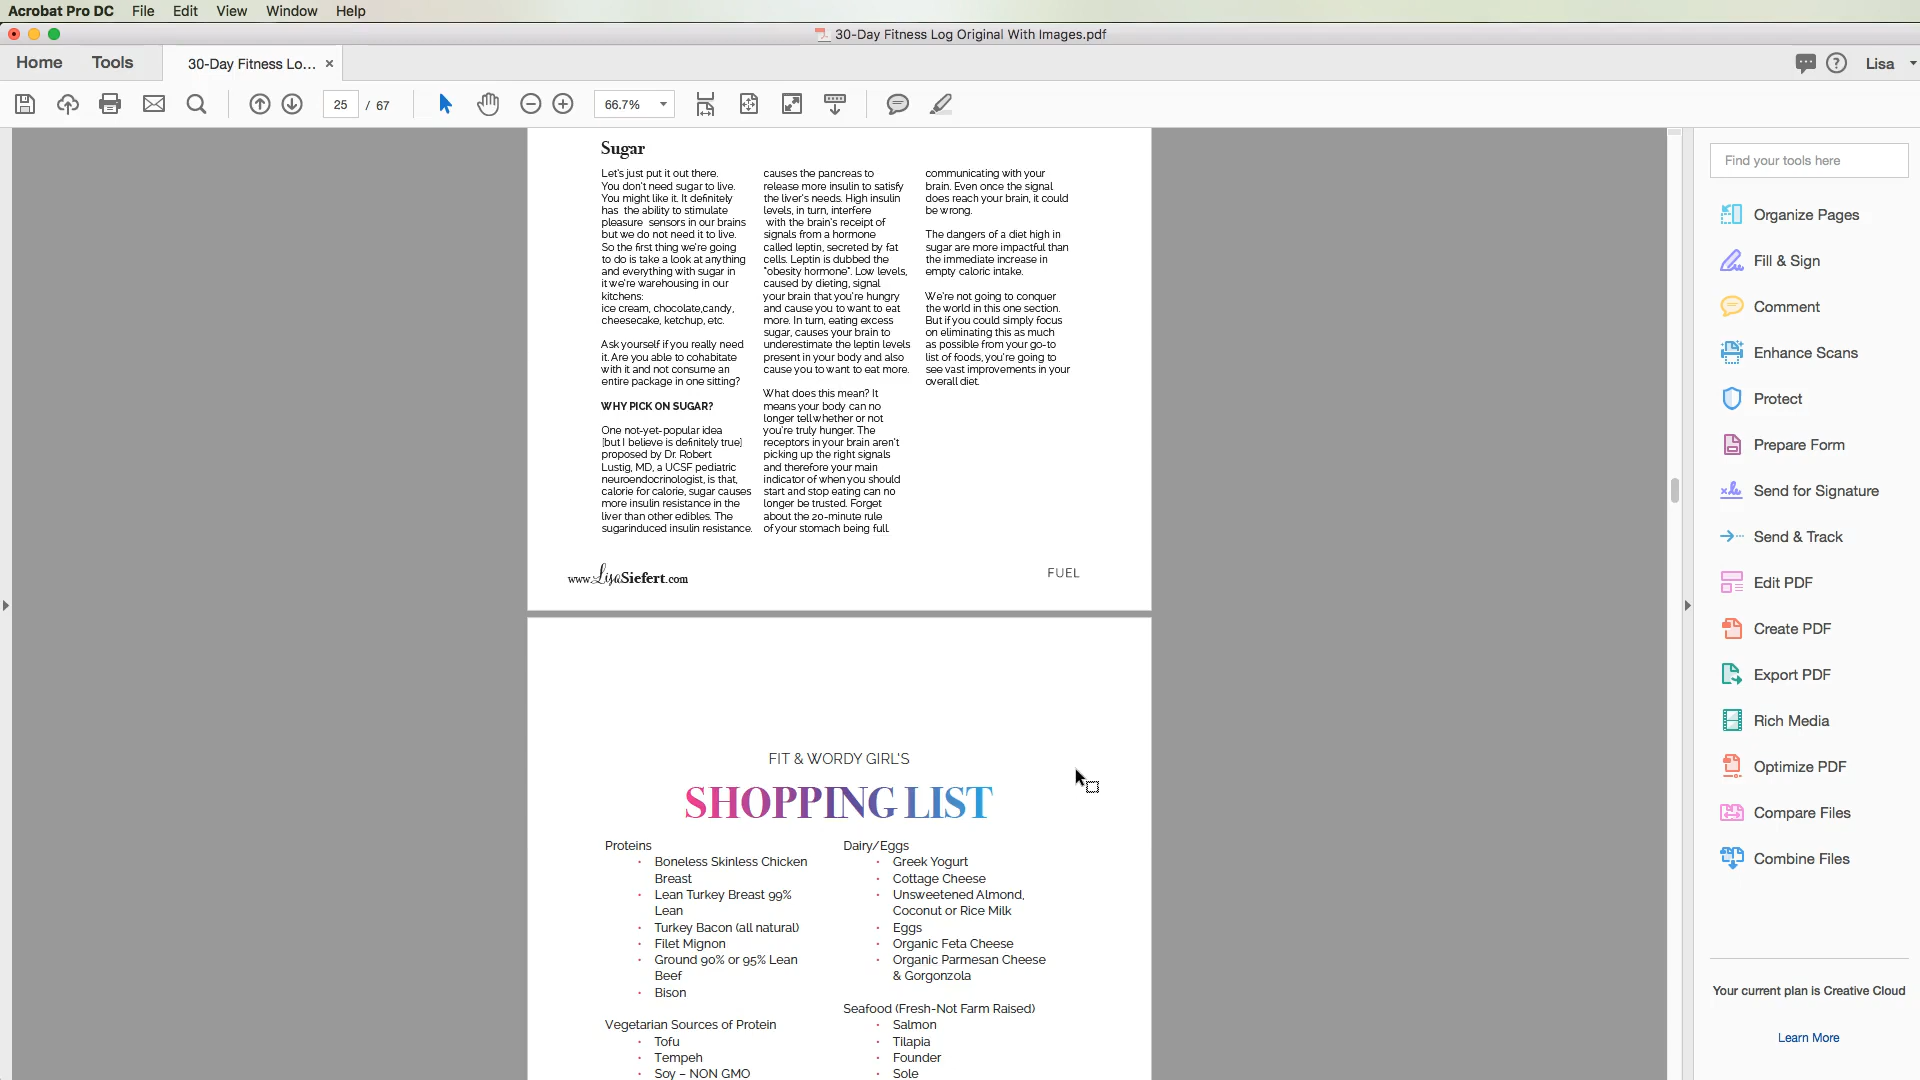 Acrobat Pro DC File Edit View Window Help
30-Day Fitness Log Original With Images.pdf
Home Tools 30-Day Fitness Lo... × Lisa
25 / 67 66.7%
Sugar
Let's just put it out there.
You don't need sugar to live.
You might like it. It definitely
has the ability to stimulate
pleasure sensors in our brains
but we do not need it to live.
So the first thing we're going
to do is take a look at anything
and everything with sugar in
it we're warehousing in our
kitchens:
ice cream, chocolate,candy,
cheesecake, ketchup, etc.
Ask yourself if you really need
it. Are you able to cohabitate
with it and not consume an
entire package in one sitting?
WHY PICK ON SUGAR?
One not-yet-popular idea
[but I believe is definitely true]
proposed by Dr. Robert
Lustig, MD, a UCSF pediatric
neuroendocrinologist, is that,
calorie for calorie, sugar causes
more insulin resistance in the
liver than other edibles. The
sugarinduced insulin resistance.
causes the pancreas to
release more insulin to satisfy
the liver's needs. High insulin
levels, in turn, interfere
with the brain's receipt of
signals from a hormone
called leptin, secreted by fat
cells. Leptin is dubbed the
"obesity hormone". Low levels,
caused by dieting, signal
your brain that you're hungry
and cause you to want to eat
more. In turn, eating excess
sugar, causes your brain to
underestimate the leptin levels
present in your body and also
cause you to want to eat more.
What does this mean? It
means your body can no
longer tell whether or not
you're truly hunger. The
receptors in your brain aren't
picking up the right signals
and therefore your main
indicator of when you should
start and stop eating can no
longer be trusted. Forget
about the 20-minute rule
of your stomach being full.
communicating with your
brain. Even once the signal
does reach your brain, it could
be wrong.
The dangers of a diet high in
sugar are more impactful than
the immediate increase in
empty caloric intake.
We're not going to conquer
the world in this one section.
But if you could simply focus
on eliminating this as much
as possible from your go-to
list of foods, you're going to
see vast improvements in your
overall diet.
www.LisaSiefert.com
FUEL
FIT & WORDY GIRL'S
SHOPPING LIST
Proteins
· Boneless Skinless Chicken
Breast
· Lean Turkey Breast 99%
Lean
· Turkey Bacon (all natural)
· Filet Mignon
· Ground 90% or 95% Lean
Beef
· Bison
Vegetarian Sources of Protein
· Tofu
· Tempeh
· Soy – NON GMO
Dairy/Eggs
· Greek Yogurt
· Cottage Cheese
· Unsweetened Almond,
Coconut or Rice Milk
· Eggs
· Organic Feta Cheese
· Organic Parmesan Cheese
& Gorgonzola
Seafood (Fresh-Not Farm Raised)
· Salmon
· Tilapia
· Founder
· Sole
Find your tools here
Organize Pages
Fill & Sign
Comment
Enhance Scans
Protect
Prepare Form
Send for Signature
Send & Track
Edit PDF
Create PDF
Export PDF
Rich Media
Optimize PDF
Compare Files
Combine Files
Your current plan is Creative Cloud
Learn More